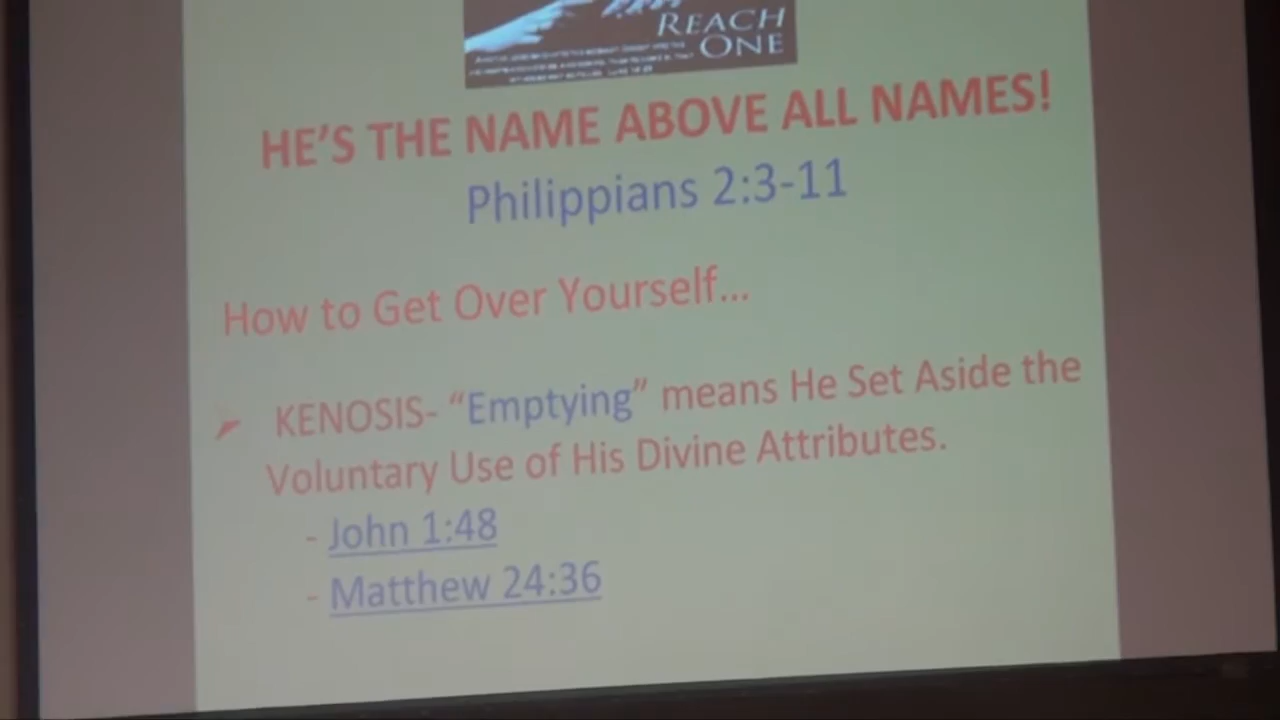 REACH
ONE
HE'S THE NAME ABOVE ALL NAMES!
Philippians 2:3-11
How to Get Over Yourself...
KENOSIS- “Emptying” means He Set Aside the
Voluntary Use of His Divine Attributes.
- John 1:48
- Matthew 24:36